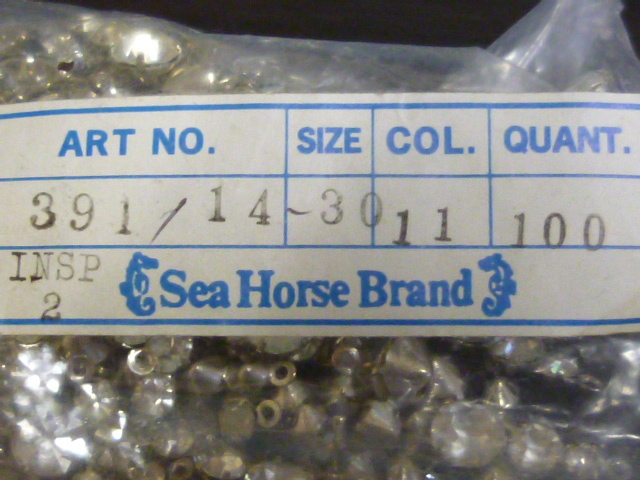 ART NO. SIZE COL. QUANT.
391/14-30 11 100
INSP
2
Sea Horse Brand